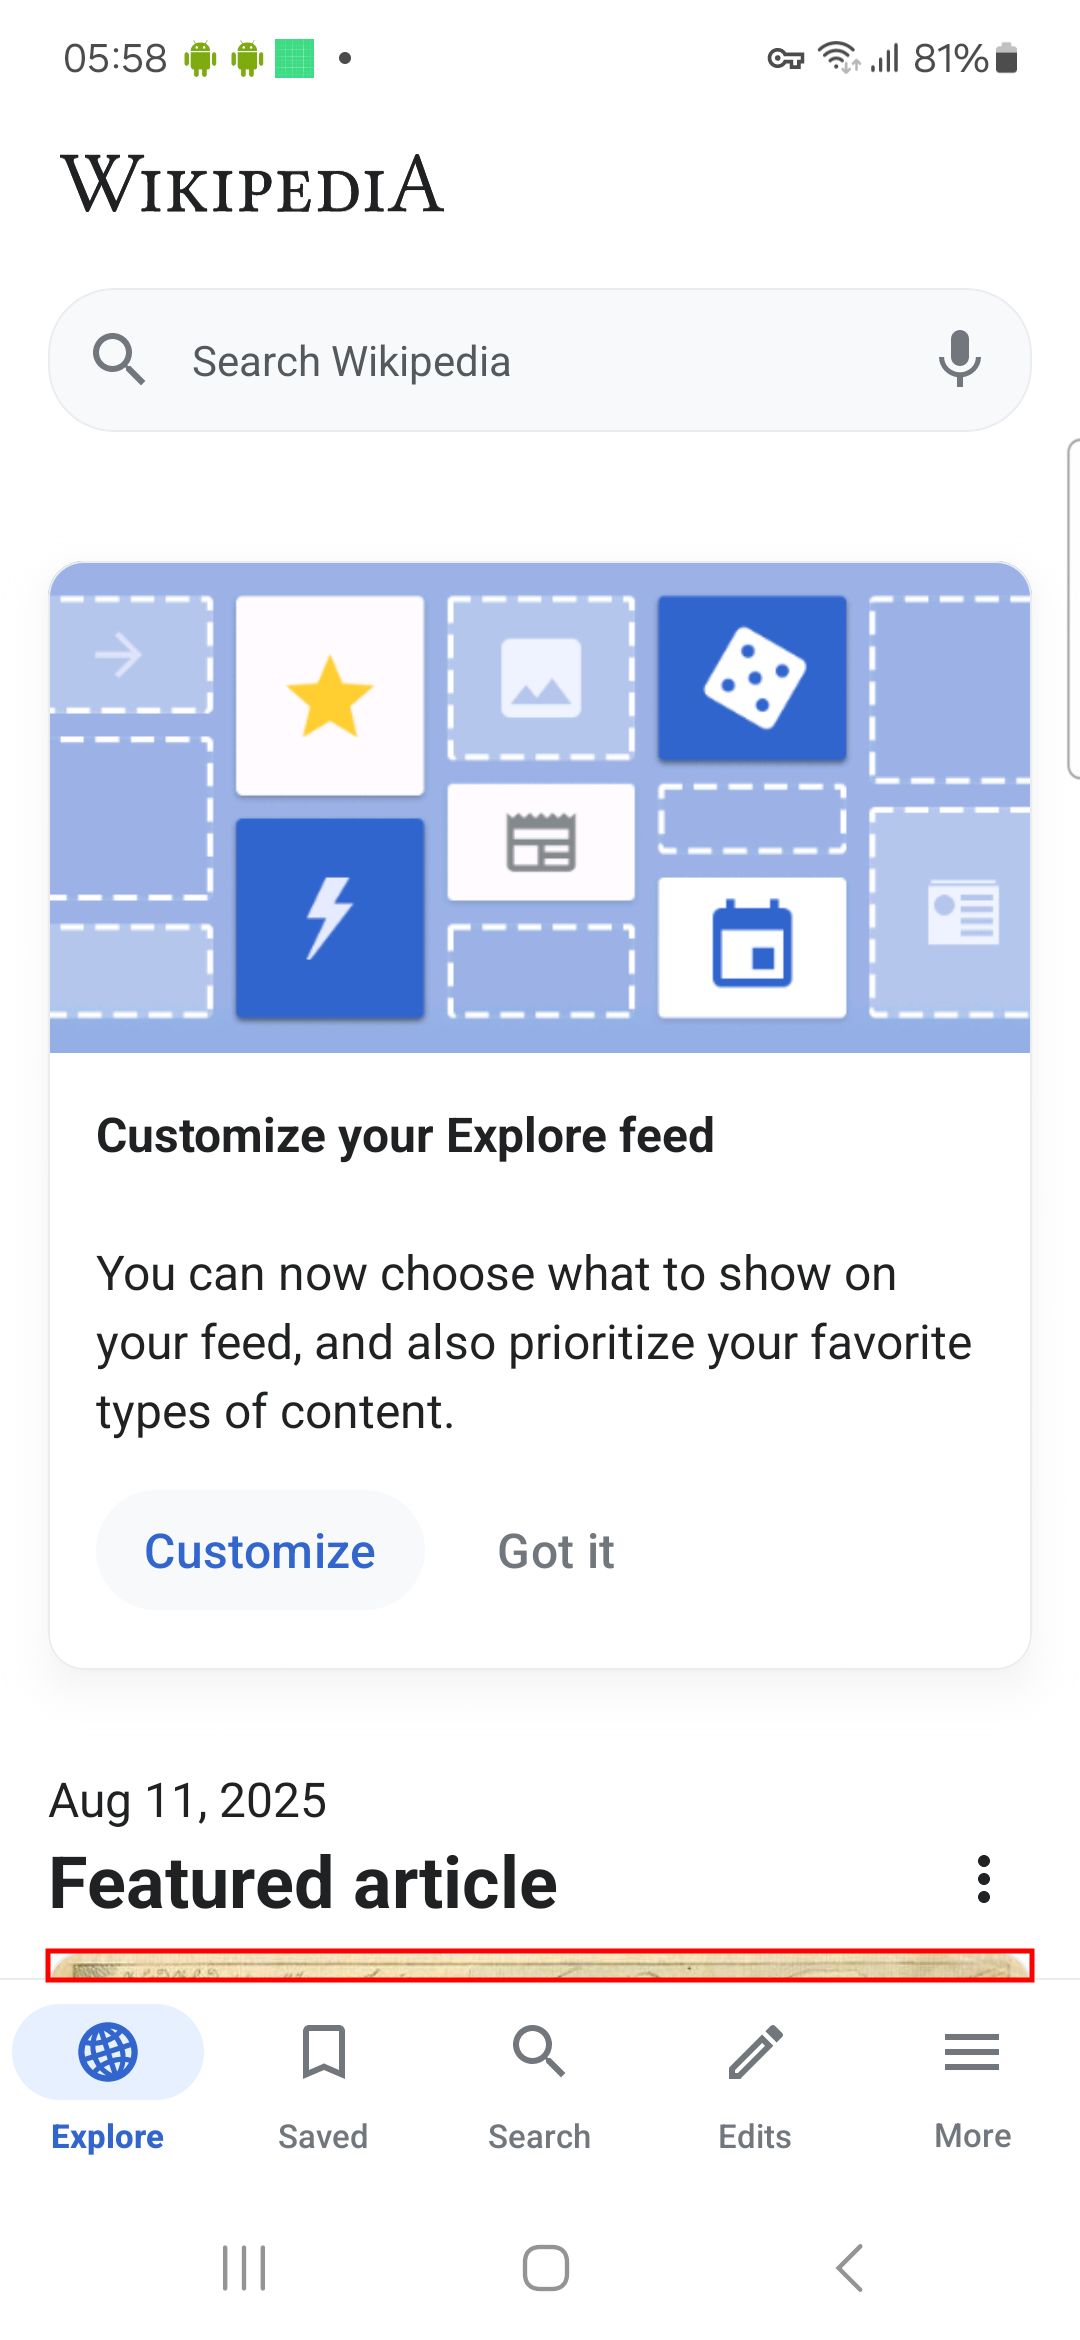 05:58
81%
WIKIPEDIA
Search Wikipedia
Customize your Explore feed
You can now choose what to show on
your feed, and also prioritize your favorite
types of content.
Customize
Got it
Aug 11, 2025
Featured article
Explore
Saved
Search
Edits
More